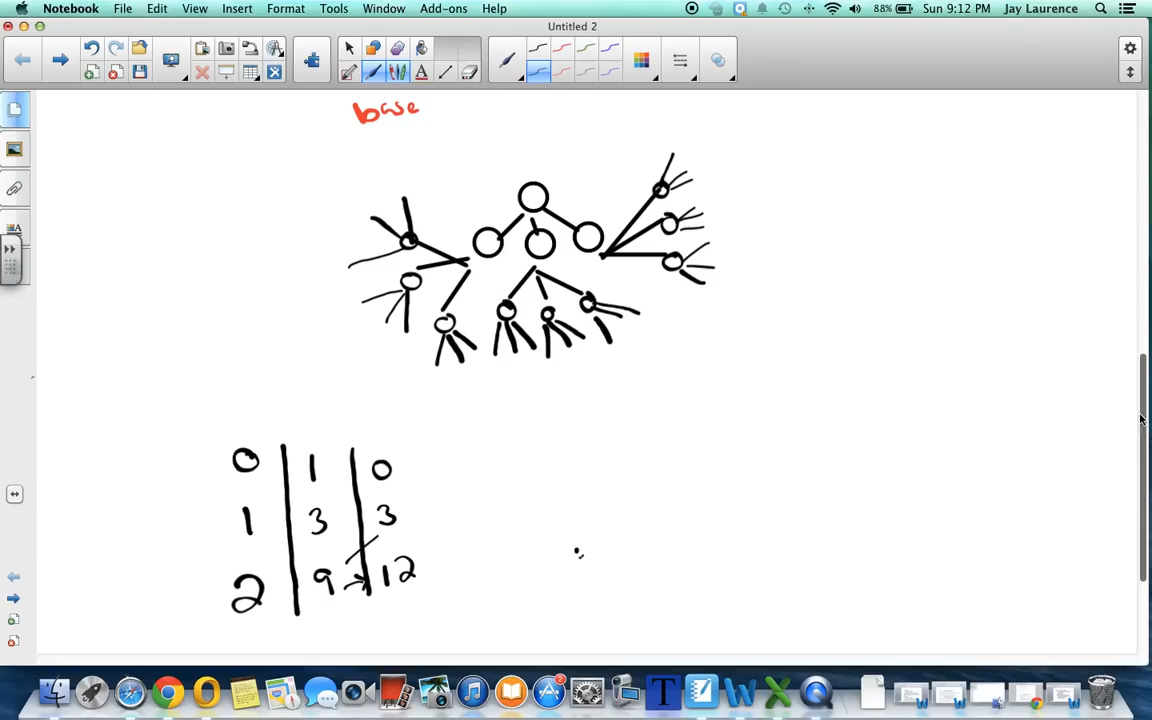 Notebook File Edit View Insert Format Tools Window Add-ons Help 88% Sun 9:12 PM Jay Laurence
Untitled 2
base
0 1 0
1 3 3
2 9 12